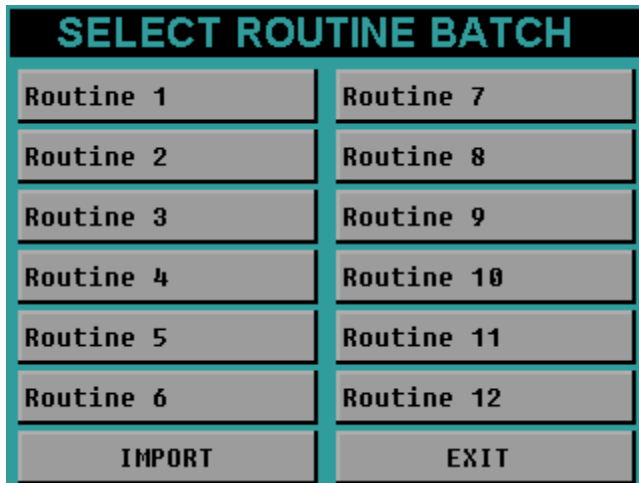 SELECT ROUTINE BATCH
Routine 1
Routine 2
Routine 3
Routine 4
Routine 5
Routine 6
Routine 7
Routine 8
Routine 9
Routine 10
Routine 11
Routine 12
IMPORT
EXIT